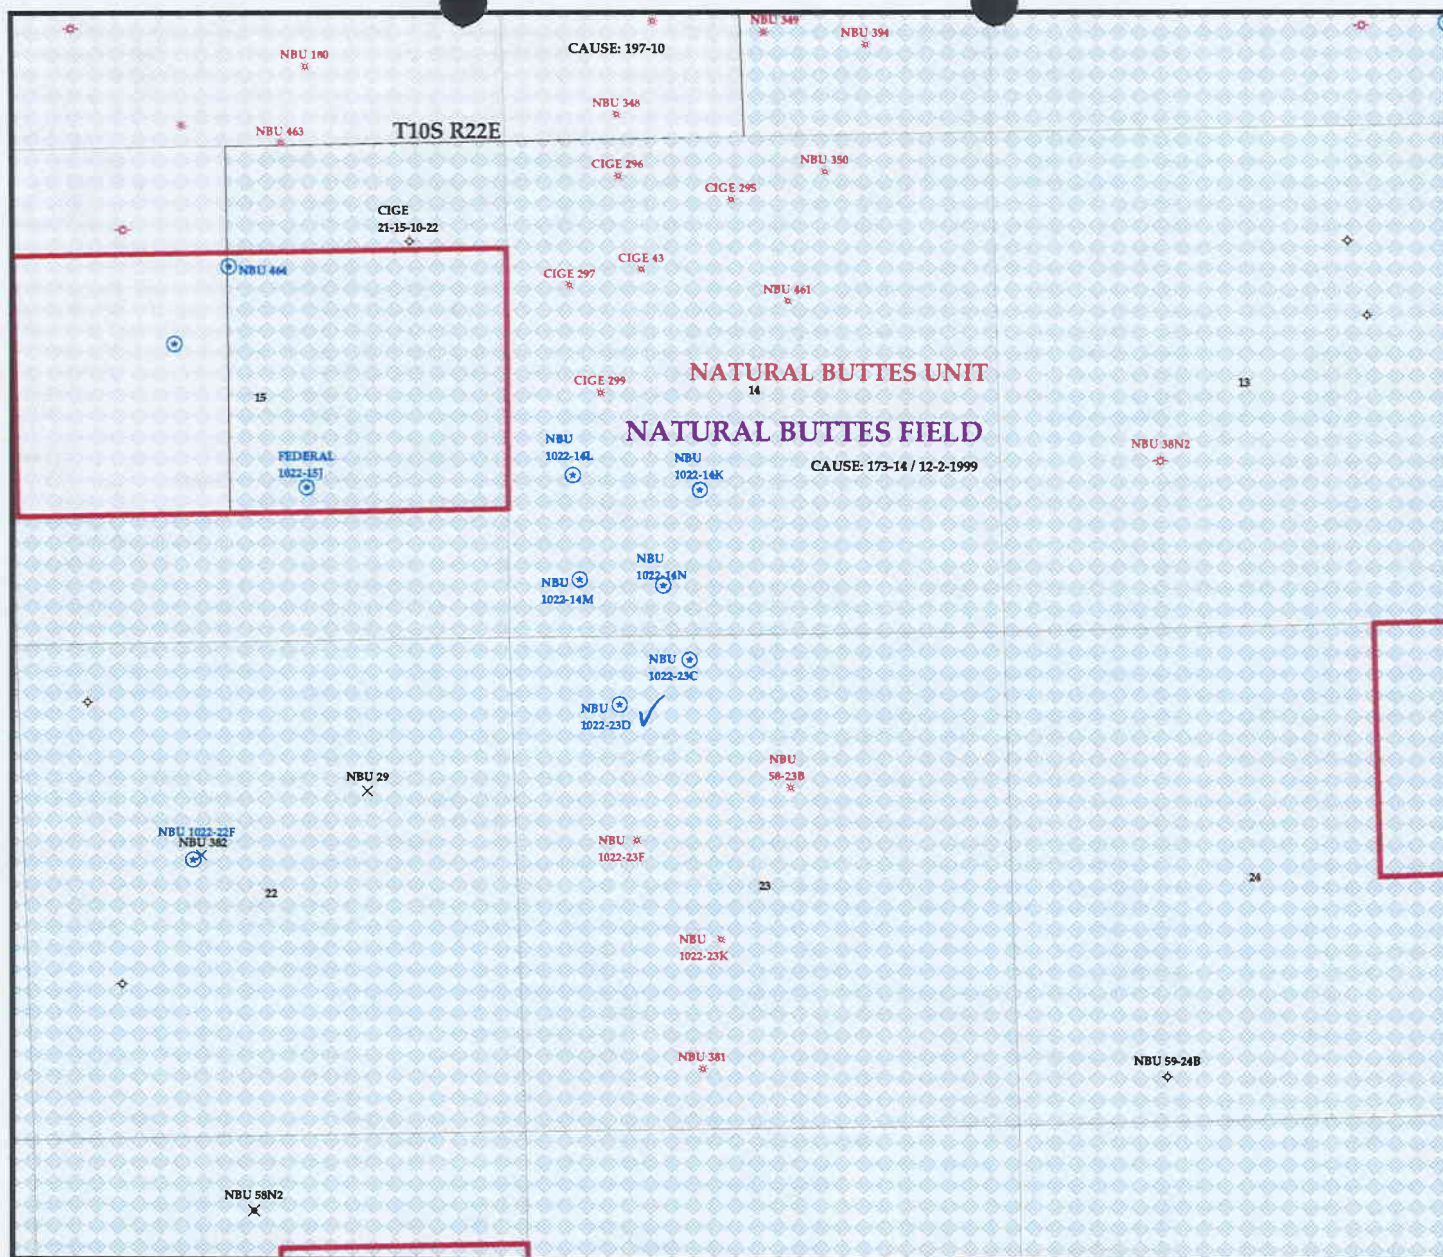 NBU 349
NBU 394
CAUSE: 197-10
NBU 180
NBU 348
NBU 463
T10S R22E
CIGE 296
NBU 350
CIGE 295
CIGE
21-15-10-22
NBU 464
CIGE 43
CIGE 297
NBU 461
NATURAL BUTTES UNIT
CIGE 299
14
13
15
NATURAL BUTTES FIELD
NBU
1022-14L
NBU 38N2
FEDERAL
1022-15J
NBU
1022-14K
CAUSE: 173-14 / 12-2-1999
NBU
1022-14N
NBU
1022-14M
NBU
1022-23C
NBU
1022-23D
NBU
58-23B
NBU 29
NBU 1022-22F
NBU 382
NBU
1022-23F
22
23
24
NBU
1022-23K
NBU 381
NBU 59-24B
NBU 58N2